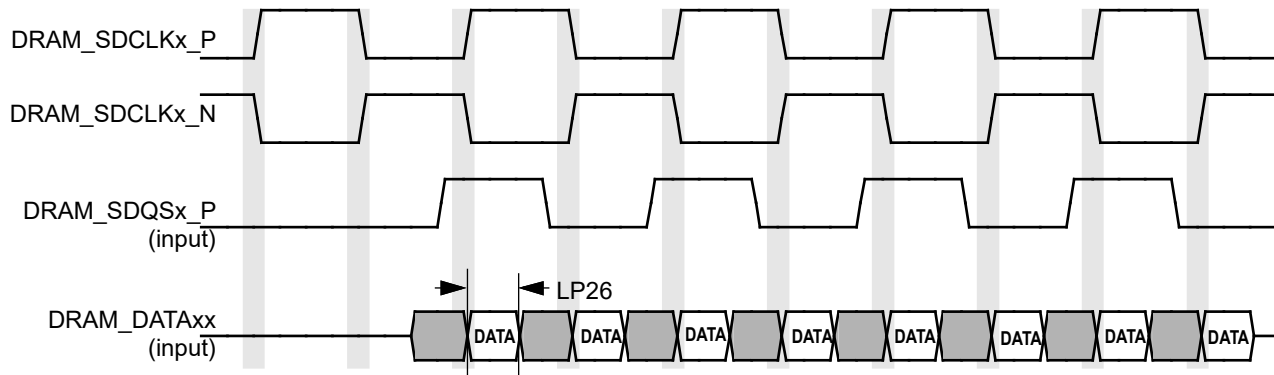 DRAM_SDCLKx_P
DRAM_SDCLKx_N
DRAM_SDQSx_P
(input)
LP26
DRAM_DATAxx
(input)
DATA DATA DATA DATA DATA DATA DATA DATA